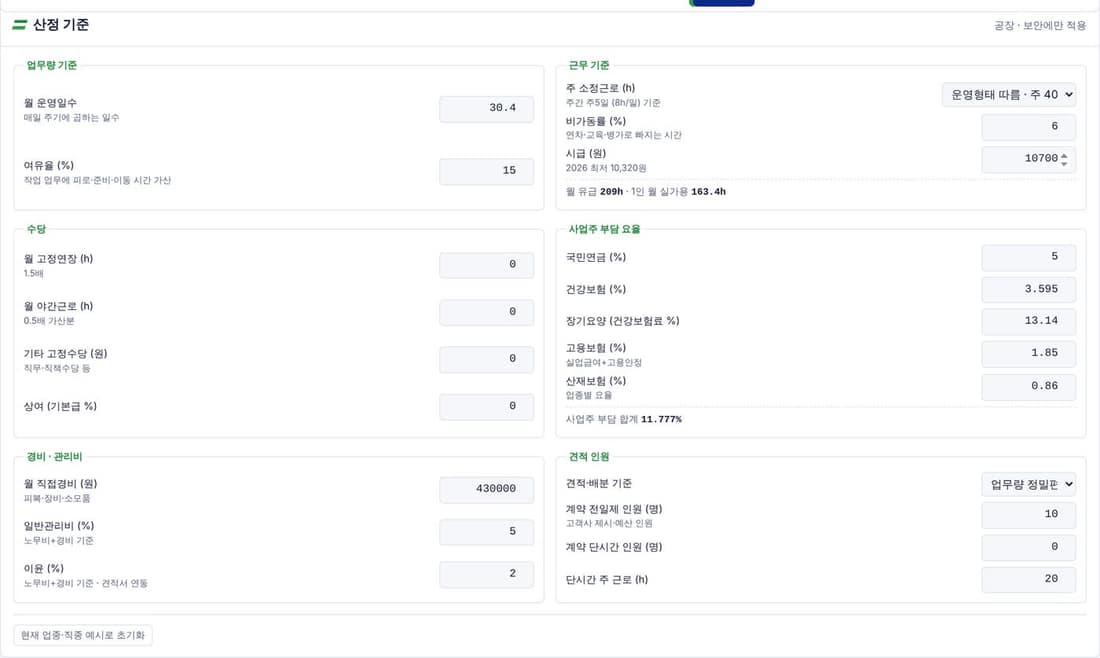 산정 기준
공장 · 보안에만 적용
업무량 기준
월 운영일수
매일 주기에 곱하는 일수
30.4
여유율 (%)
작업 업무에 피로·준비·이동 시간 가산
15
근무 기준
주 소정근로 (h)
주간 주5일 (8h/일) 기준
운영형태 따름 · 주 40
비가동률 (%)
연차·교육·병가로 빠지는 시간
6
시급 (원)
2026 최저 10,320원
10700
월 유급 209h · 1인 월 실가용 163.4h
수당
월 고정연장 (h)
1.5배
0
월 야간근로 (h)
0.5배 가산분
0
기타 고정수당 (원)
직무·직책수당 등
0
상여 (기본급 %)
0
사업주 부담 요율
국민연금 (%)
5
건강보험 (%)
3.595
장기요양 (건강보험료 %)
13.14
고용보험 (%)
실업급여+고용안정
1.85
산재보험 (%)
업종별 요율
0.86
사업주 부담 합계 11.777%
경비 · 관리비
월 직접경비 (원)
피복·장비·소모품
430000
일반관리비 (%)
노무비+경비 기준
5
이윤 (%)
노무비+경비 기준 · 견적서 연동
2
견적 인원
견적·배분 기준
업무량 정밀편
계약 전일제 인원 (명)
고객사 제시·예산 인원
10
계약 단시간 인원 (명)
0
단시간 주 근로 (h)
20
현재 업종·직종 예시로 초기화